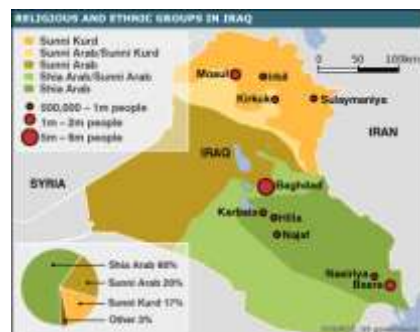 RELIGIOUS AND ETHNIC GROUPS IN IRAQ
Sunni Kurd
Sunni Arab/Sunni Kurd
Sunni Arab
Shia Arab/Sunni Arab
Shia Arab
500,000 – 1m people
1m – 2m people
5m – 6m people
0 50 100km
Mosul
Irbil
Kirkuk
Sulaymaniya
IRAN
IRAQ
SYRIA
Baghdad
Karbala
Hilla
Najaf
Shia Arab 60%
Sunni Arab 20%
Sunni Kurd 17%
Other 3%
Nasiriya
Basra